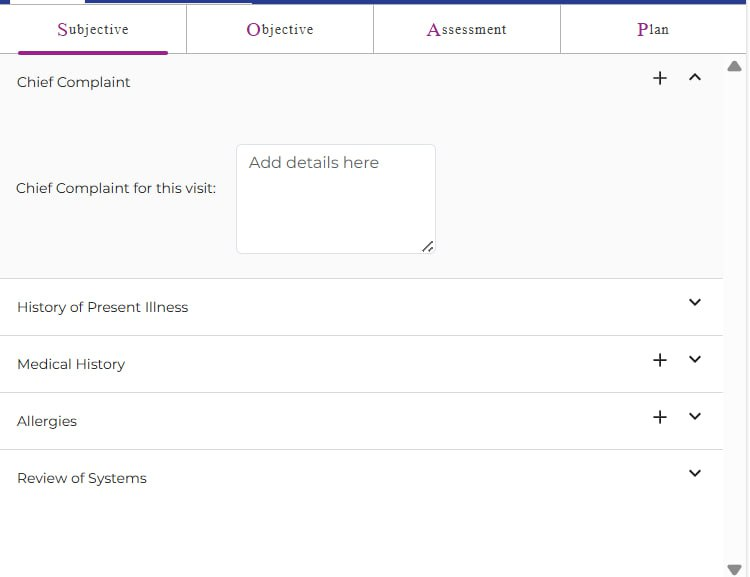 Subjective Objective Assessment Plan
Chief Complaint
Chief Complaint for this visit: Add details here
History of Present Illness
Medical History
Allergies
Review of Systems